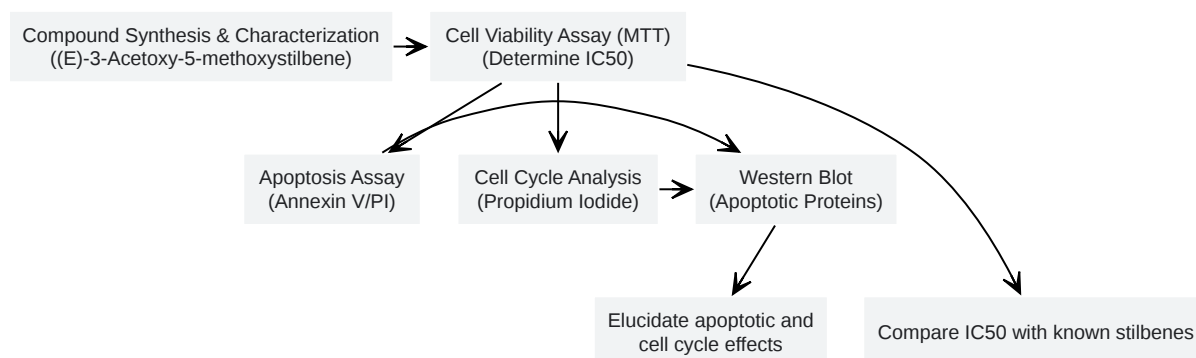 Compound Synthesis & Characterization
((E)-3-Acetoxy-5-methoxystilbene)
Cell Viability Assay (MTT)
(Determine IC50)
Apoptosis Assay
(Annexin V/PI)
Cell Cycle Analysis
(Propidium Iodide)
Western Blot
(Apoptotic Proteins)
Elucidate apoptotic and
cell cycle effects
Compare IC50 with known stilbenes